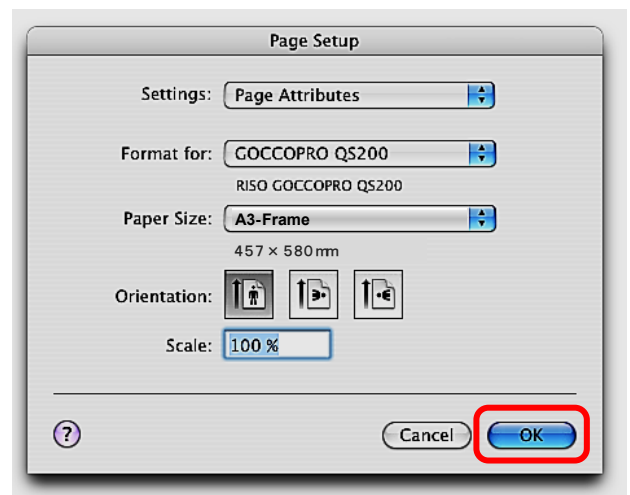 Page Setup
Settings: Page Attributes
Format for: GOCCOPRO QS200
RISO GOCCOPRO QS200
Paper Size: A3-Frame
457 × 580 mm
Orientation:
Scale: 100 %
? Cancel OK